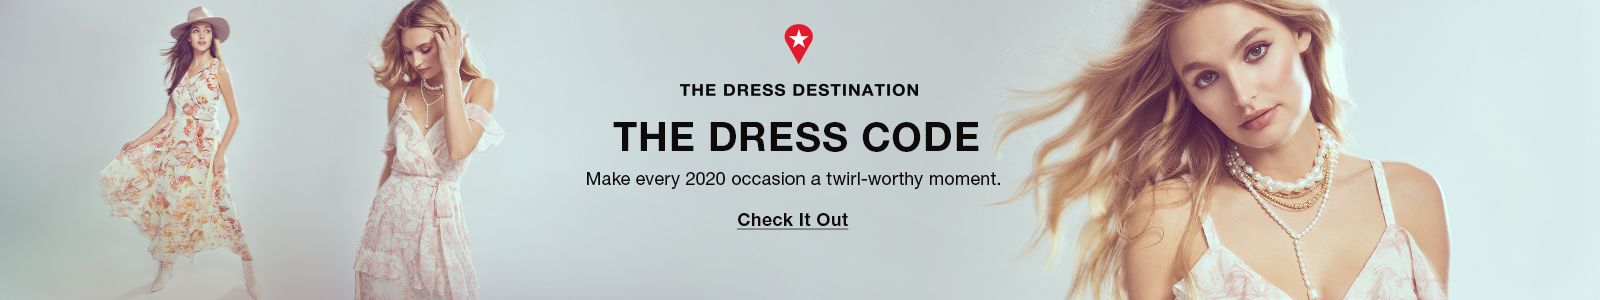 THE DRESS DESTINATION
THE DRESS CODE
Make every 2020 occasion a twirl-worthy moment.
Check It Out